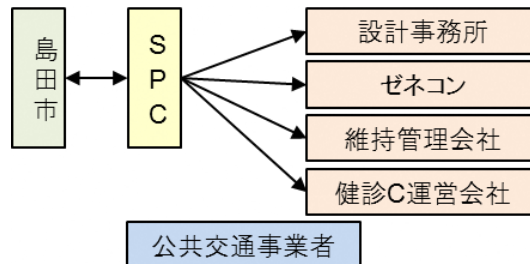 島田市
SPC
設計事務所
ゼネコン
維持管理会社
健診C運営会社
公共交通事業者